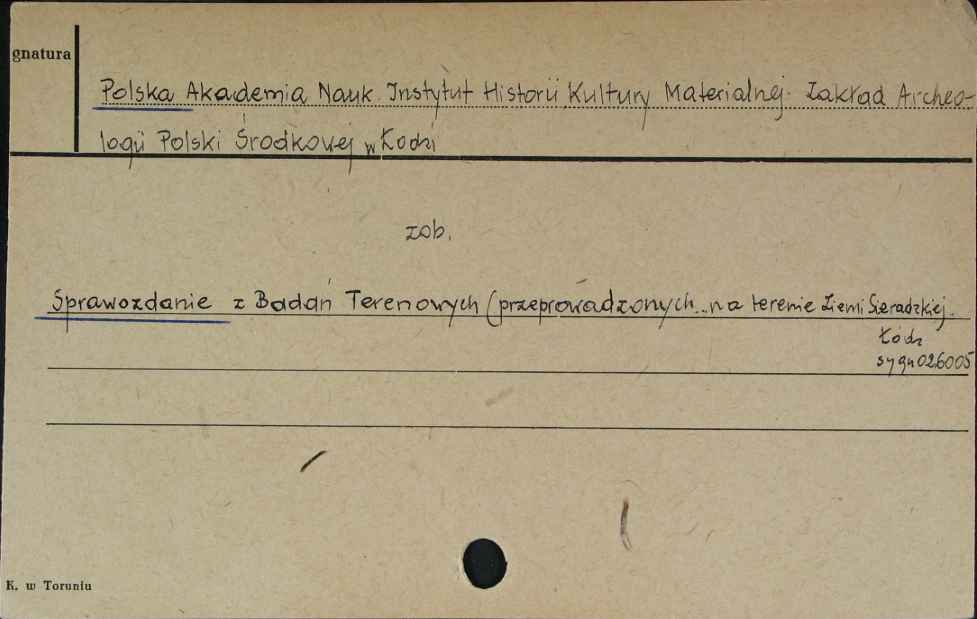 gnatura
Polska Akademia Nauk. Instytut Historii Kultury Materialnej. Zakład Archeo-
logii Polski Środkowej w Łodzi
zob.
Sprawozdanie z Badań Terenowych (przeprowadzonych... na terenie Ziemi Sieradzkiej.
Łódz
sygn 026005
K. w Toruniu